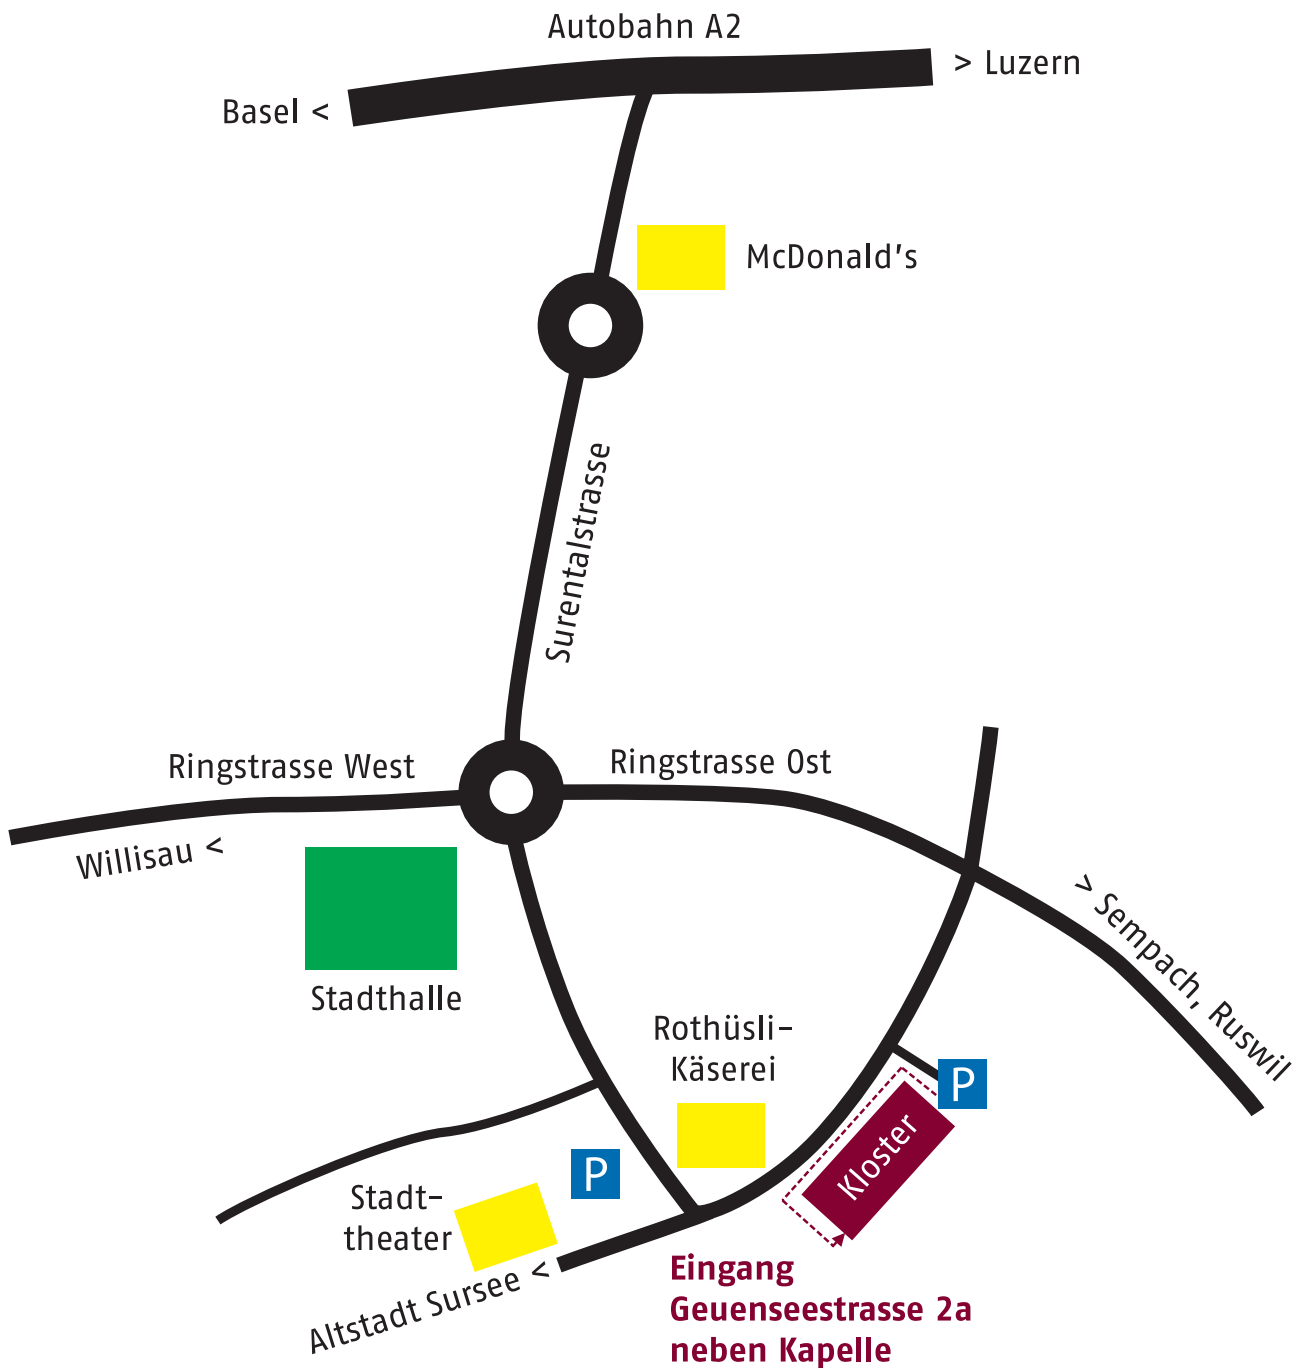 Autobahn A2
> Luzern
Basel <
McDonald's
Surentalstrasse
Ringstrasse West
Ringstrasse Ost
Willisau <
> Sempach, Ruswil
Stadthalle
Rothüsli-
Käserei
P
Kloster
P
Stadt-
theater
Altstadt Sursee <
Eingang
Geuenseestrasse 2a
neben Kapelle